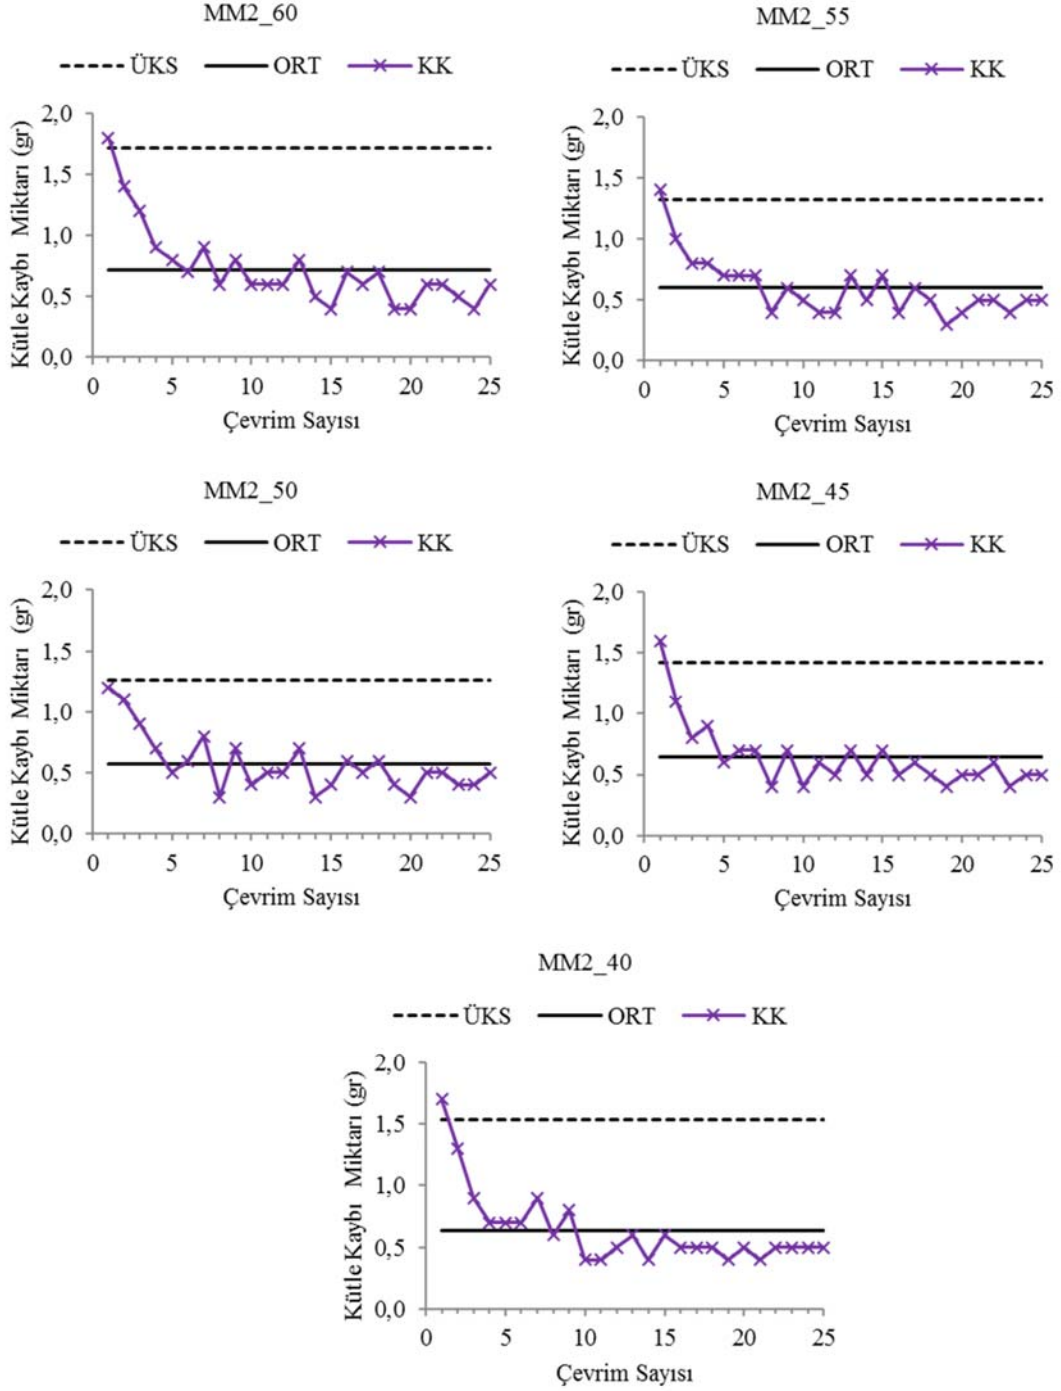 MM2_60
ÜKS ORT KK
Kütle Kaybı Miktarı (gr)
2,0
1,5
1,0
0,5
0,0
0 5 10 15 20 25
Çevrim Sayısı
MM2_55
ÜKS ORT KK
Kütle Kaybı Miktarı (gr)
2,0
1,5
1,0
0,5
0,0
0 5 10 15 20 25
Çevrim Sayısı
MM2_50
ÜKS ORT KK
Kütle Kaybı Miktarı (gr)
2,0
1,5
1,0
0,5
0,0
0 5 10 15 20 25
Çevrim Sayısı
MM2_45
ÜKS ORT KK
Kütle Kaybı Miktarı (gr)
2,0
1,5
1,0
0,5
0,0
0 5 10 15 20 25
Çevrim Sayısı
MM2_40
ÜKS ORT KK
Kütle Kaybı Miktarı (gr)
2,0
1,5
1,0
0,5
0,0
0 5 10 15 20 25
Çevrim Sayısı